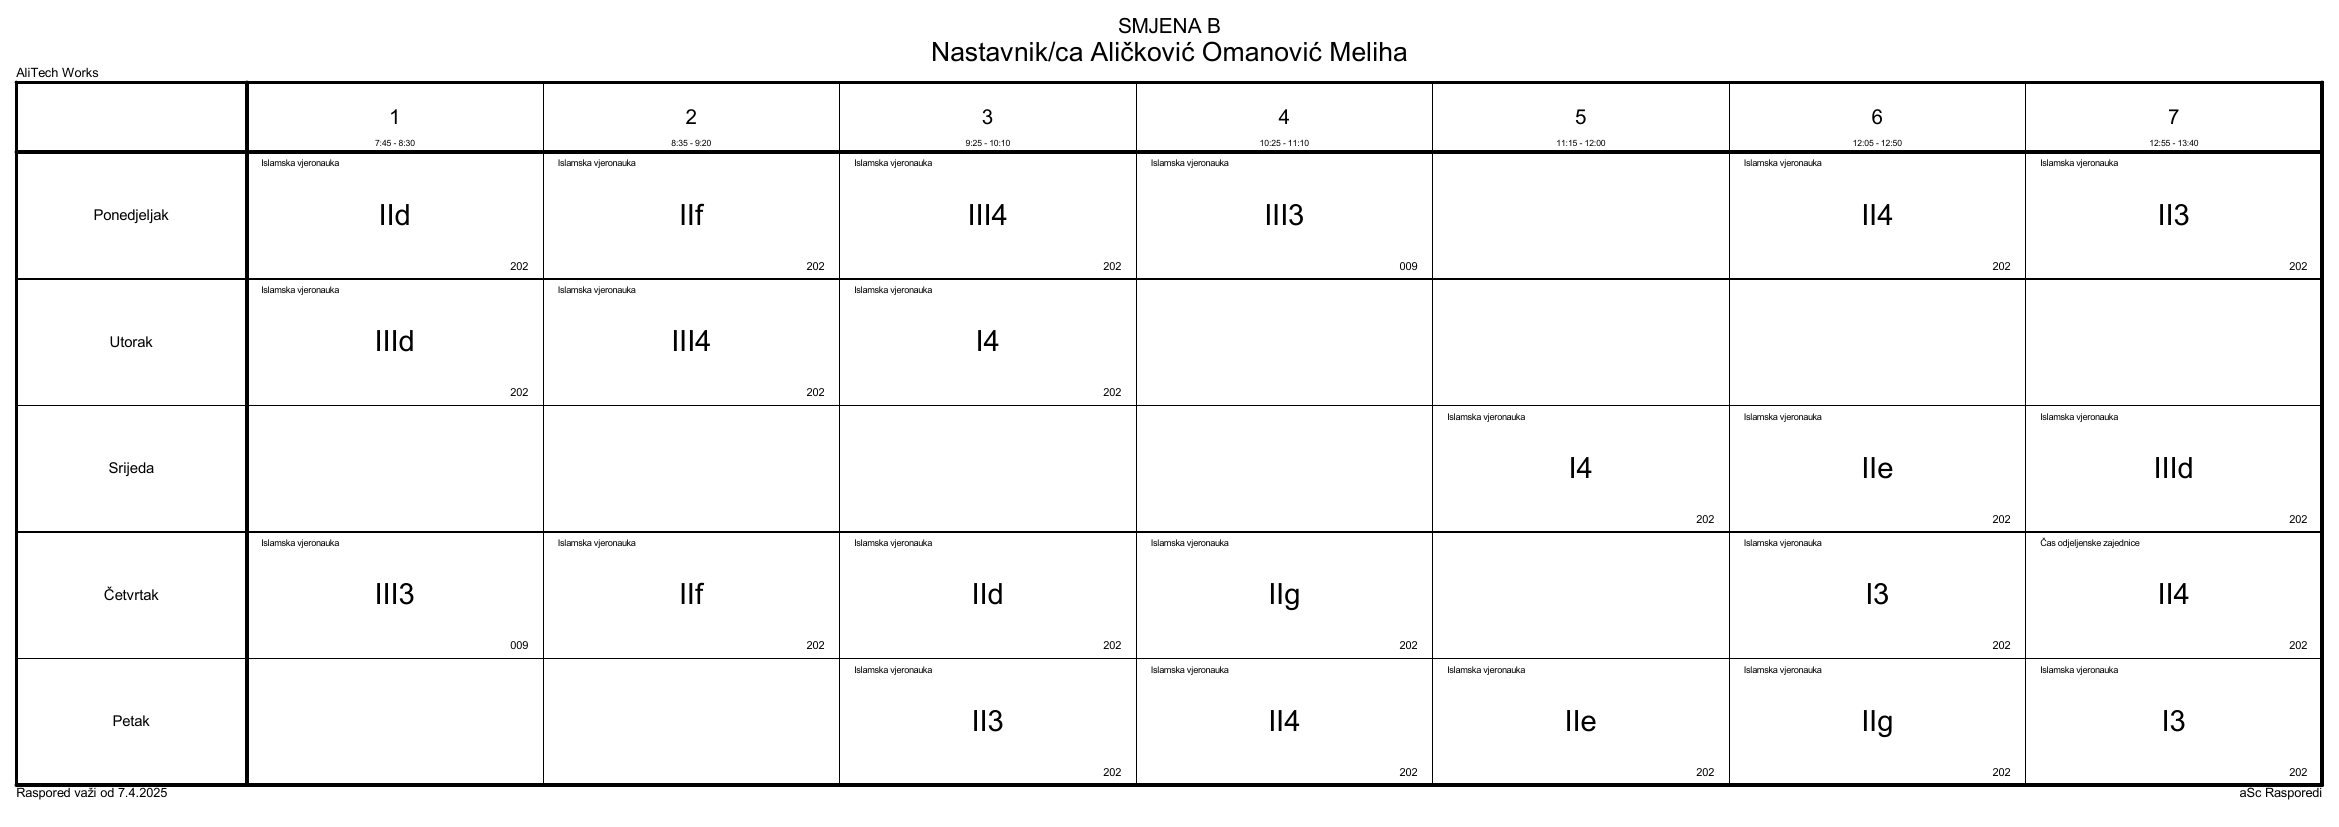 SMJENA B
Nastavnik/ca Aličković Omanović Meliha
AliTech Works
1 2 3 4 5 6 7
7:45 - 8:30 8:35 - 9:20 9:25 - 10:10 10:25 - 11:10 11:15 - 12:00 12:05 - 12:50 12:55 - 13:40
Islamska vjeronauka Islamska vjeronauka Islamska vjeronauka Islamska vjeronauka Islamska vjeronauka Islamska vjeronauka
Ponedjeljak IId IIf III4 III3 II4 II3
202 202 202 009 202 202
Islamska vjeronauka Islamska vjeronauka Islamska vjeronauka
Utorak IIId III4 I4
202 202 202
Islamska vjeronauka Islamska vjeronauka Islamska vjeronauka
Srijeda I4 IIe IIId
202 202 202
Islamska vjeronauka Islamska vjeronauka Islamska vjeronauka Islamska vjeronauka Islamska vjeronauka Čas odjeljenske zajednice
Četvrtak III3 IIf IId IIg I3 II4
009 202 202 202 202 202
Islamska vjeronauka Islamska vjeronauka Islamska vjeronauka Islamska vjeronauka Islamska vjeronauka
Petak II3 II4 IIe IIg I3
202 202 202 202 202
Raspored važi od 7.4.2025 aSc Rasporedi